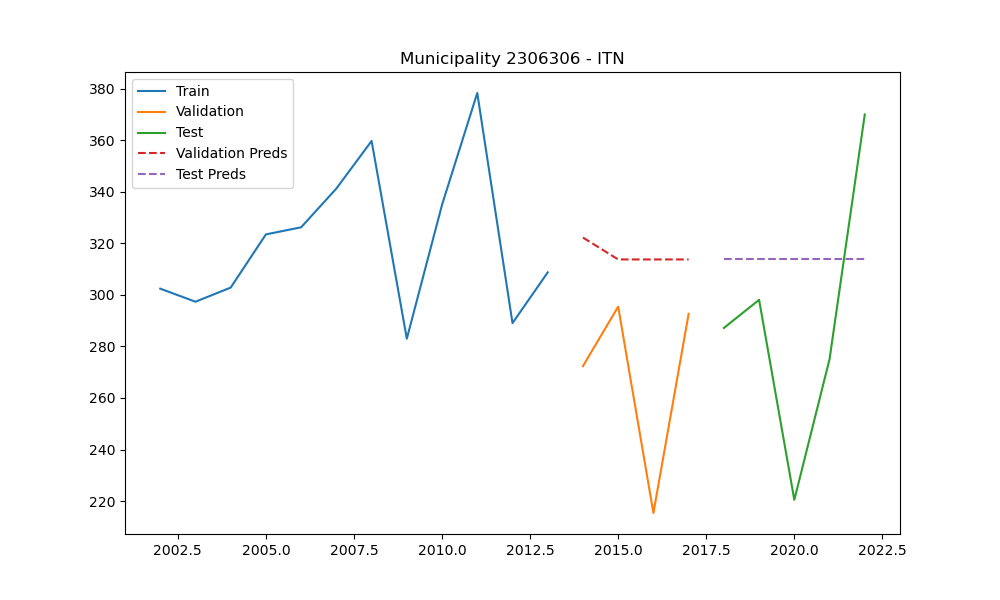 Municipality 2306306 - ITN
Train
Validation
Test
Validation Preds
Test Preds
380
360
340
320
300
280
260
240
220
2002.5 2005.0 2007.5 2010.0 2012.5 2015.0 2017.5 2020.0 2022.5